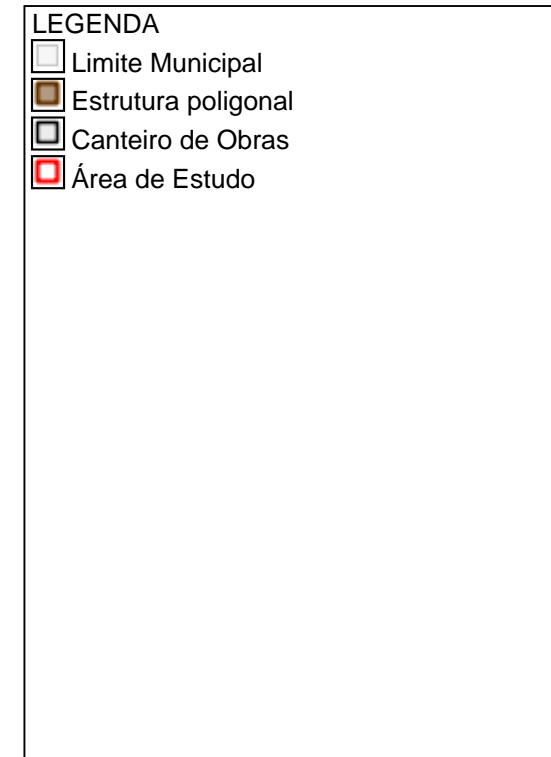 LEGENDA
Limite Municipal
Estrutura poligonal
Canteiro de Obras
Área de Estudo